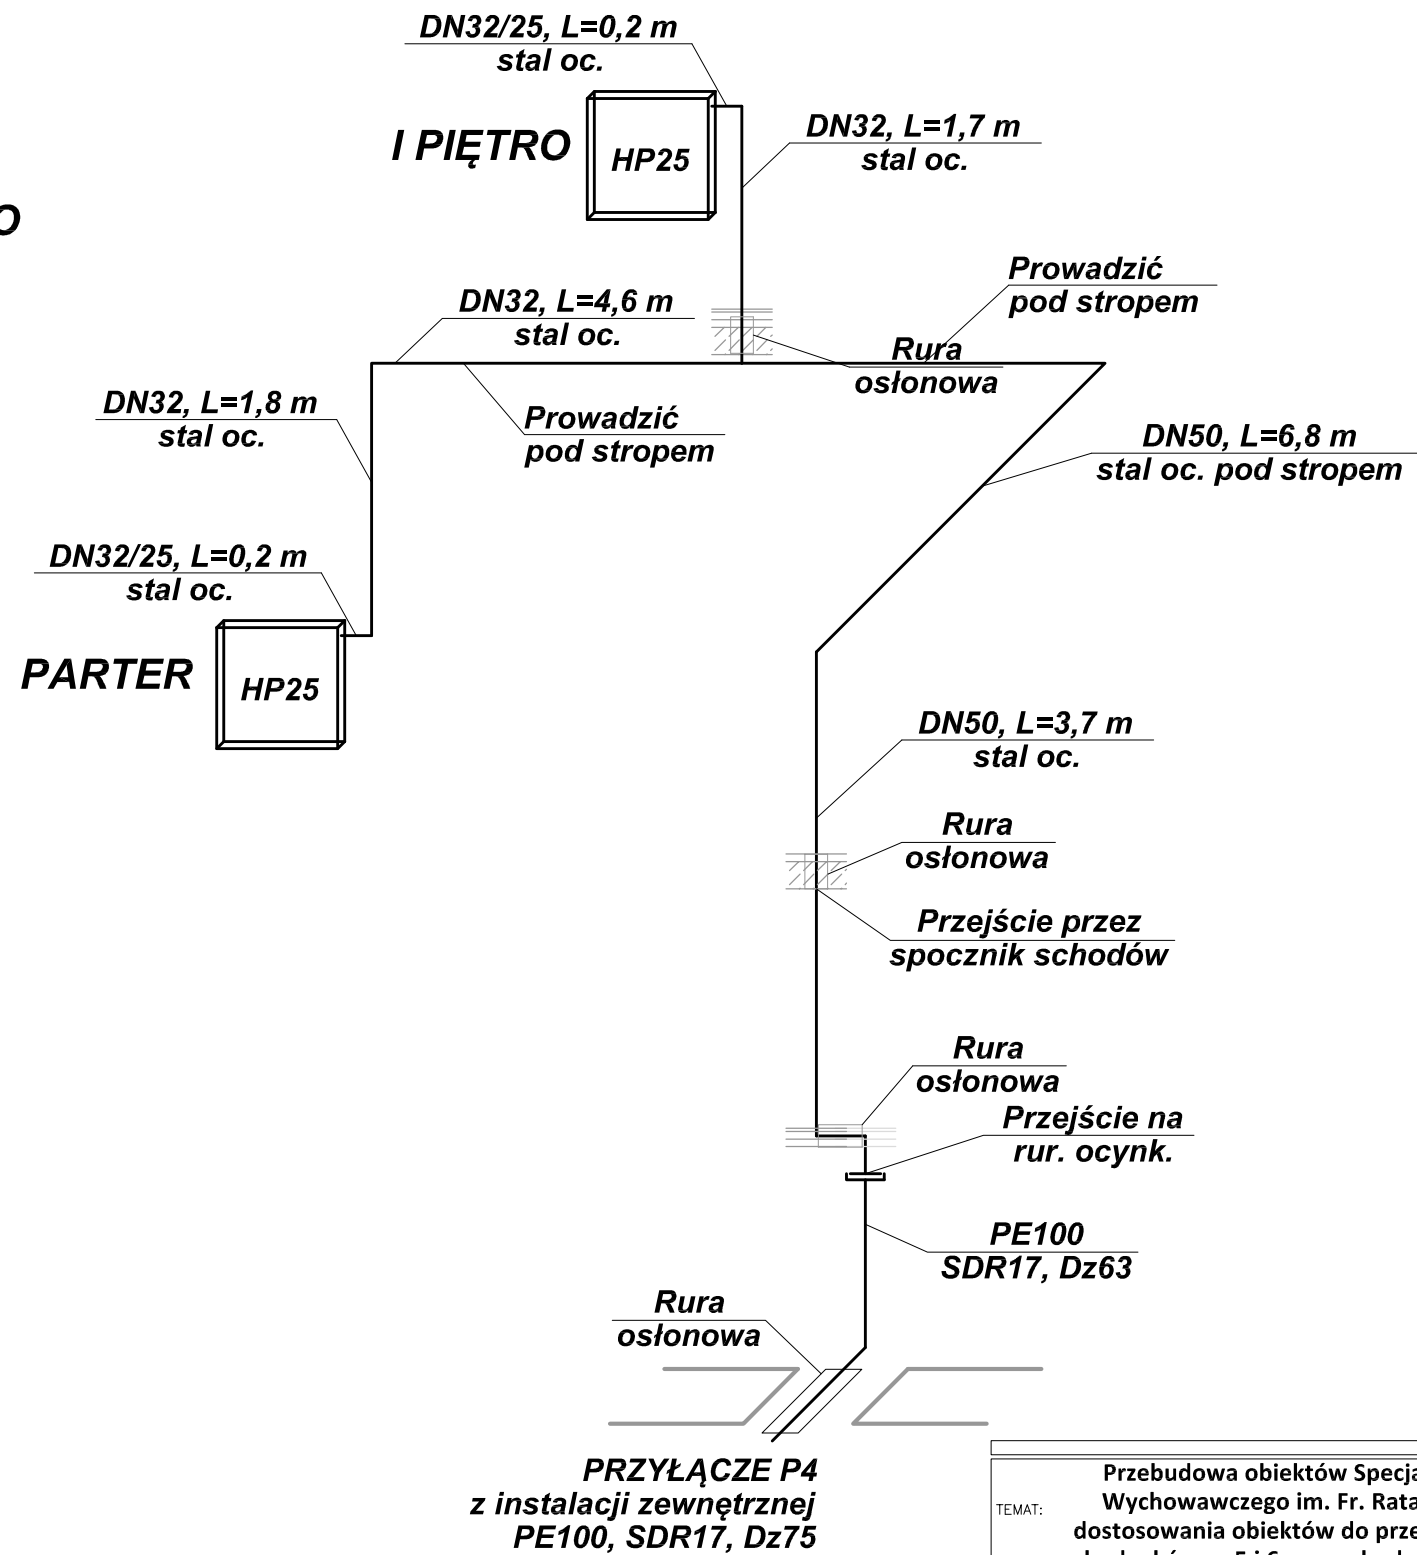 DN32/25, L=0,2 m
stal oc.
I PIĘTRO
HP25
DN32, L=1,7 m
stal oc.
O
Prowadzić
pod stropem
DN32, L=4,6 m
stal oc.
Rura
osłonowa
DN32, L=1,8 m
stal oc.
Prowadzić
pod stropem
DN50, L=6,8 m
stal oc. pod stropem
DN32/25, L=0,2 m
stal oc.
PARTER
HP25
DN50, L=3,7 m
stal oc.
Rura
osłonowa
Przejście przez
spocznik schodów
Rura
osłonowa
Przejście na
rur. ocynk.
PE100
SDR17, Dz63
Rura
osłonowa
PRZYŁĄCZE P4
z instalacji zewnętrznej
PE100, SDR17, Dz75
TEMAT:
Przebudowa obiektów Specja
Wychowawczego im. Fr. Rata
dostosowania obiektów do prze